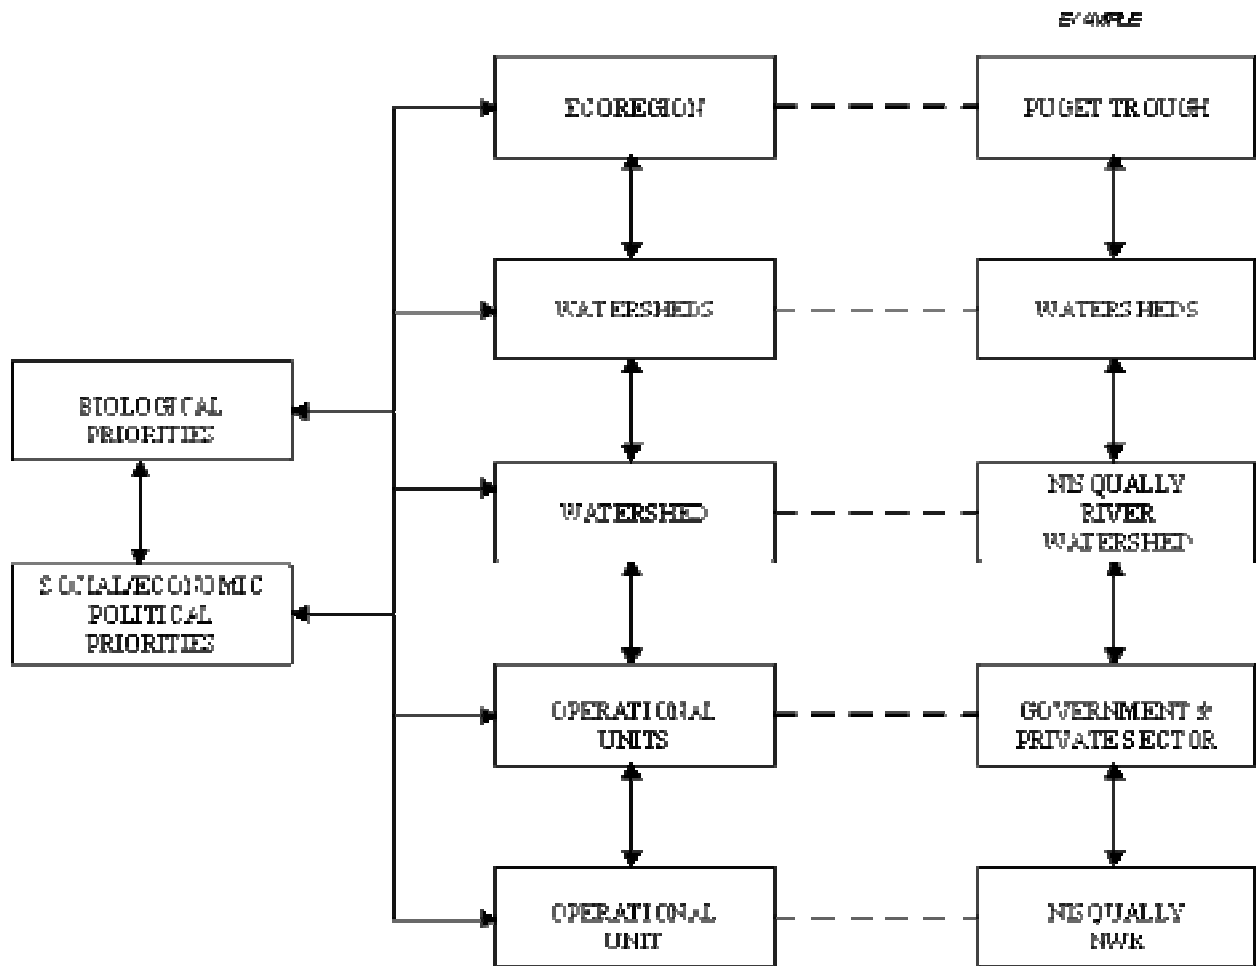 EXAMPLE
ECOREGION
PUGET TROUGH
WATERSHEDS
WATERSHEDS
BIOLOGICAL
PRIORITIES
WATERSHED
NISQUALLY
RIVER
WATERSHED
SOCIAL/ECONOMIC
POLITICAL
PRIORITIES
OPERATIONAL
UNITS
GOVERNMENT &
PRIVATE SECTOR
OPERATIONAL
UNIT
NISQUALLY
NWR